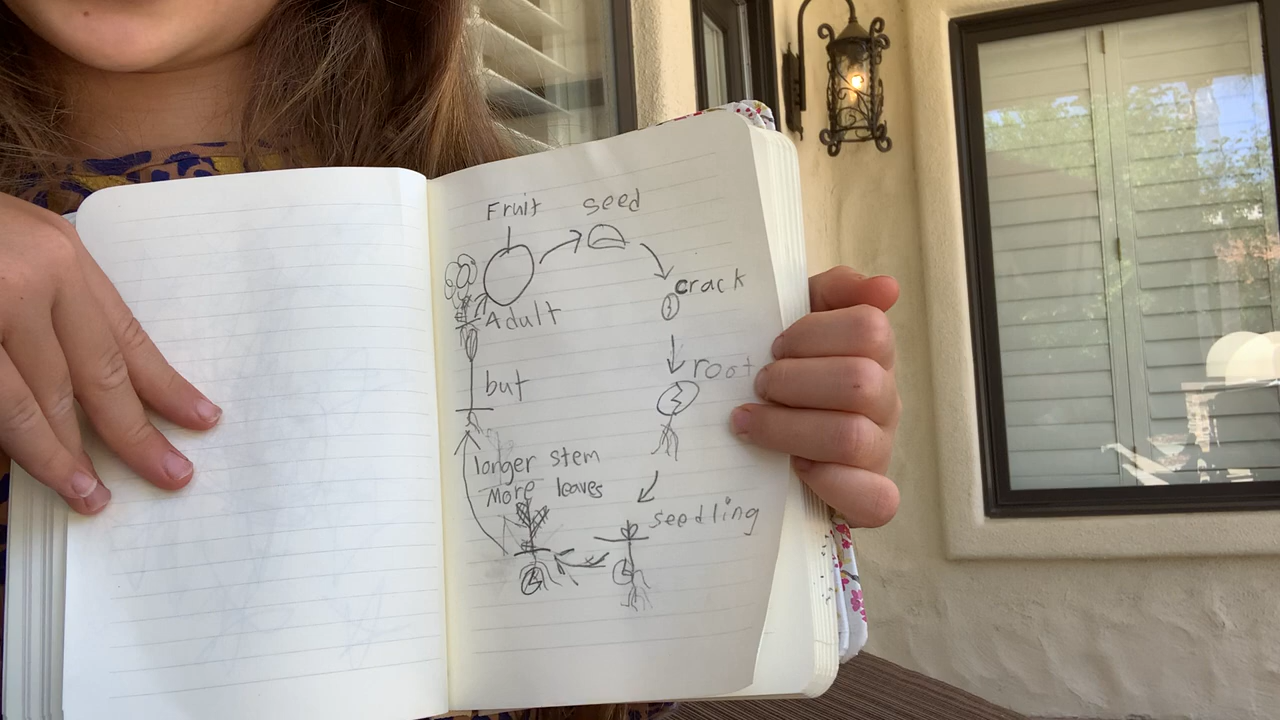 Fruit
seed
crack
root
seedling
longer stem
More leaves
but
Adult